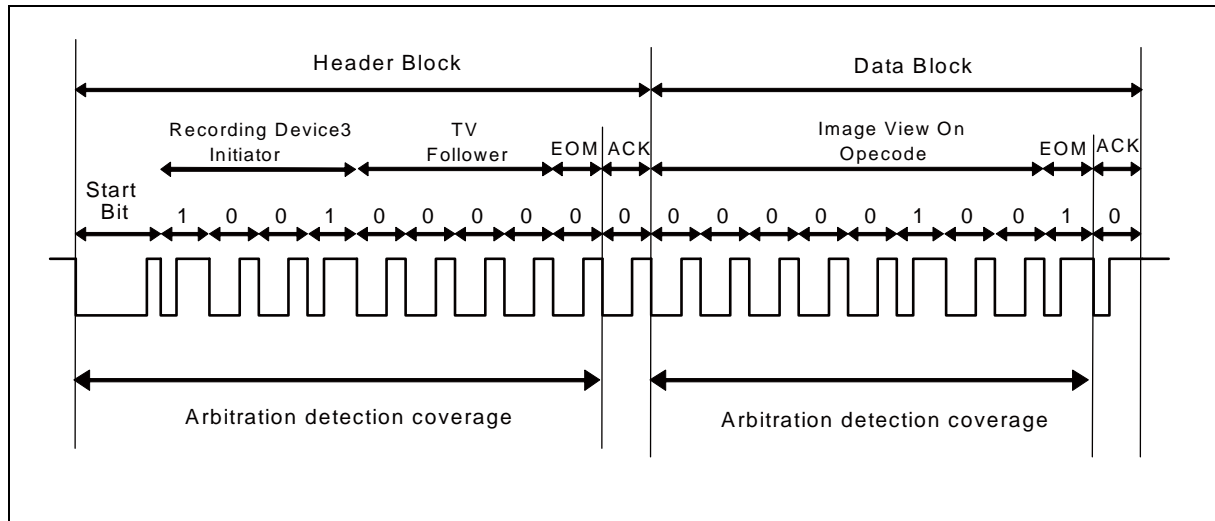 Header Block
Data Block
Recording Device3
Initiator
TV
Follower
EOM
ACK
Image View On
Opecode
EOM
ACK
Start
Bit
1 0 0 1 0 0 0 0 0 0 0 0 0 0 0 1 0 0 1 0
Arbitration detection coverage
Arbitration detection coverage